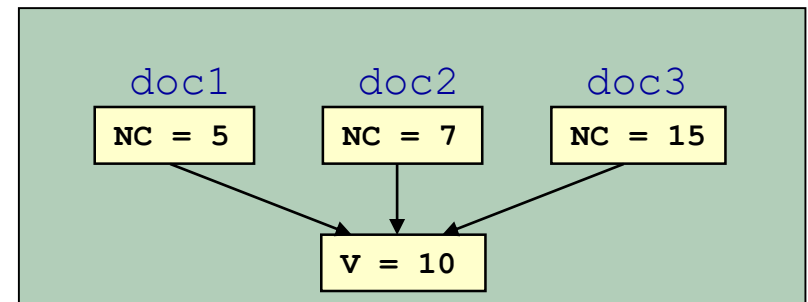 doc1 doc2 doc3
NC = 5 NC = 7 NC = 15
V = 10